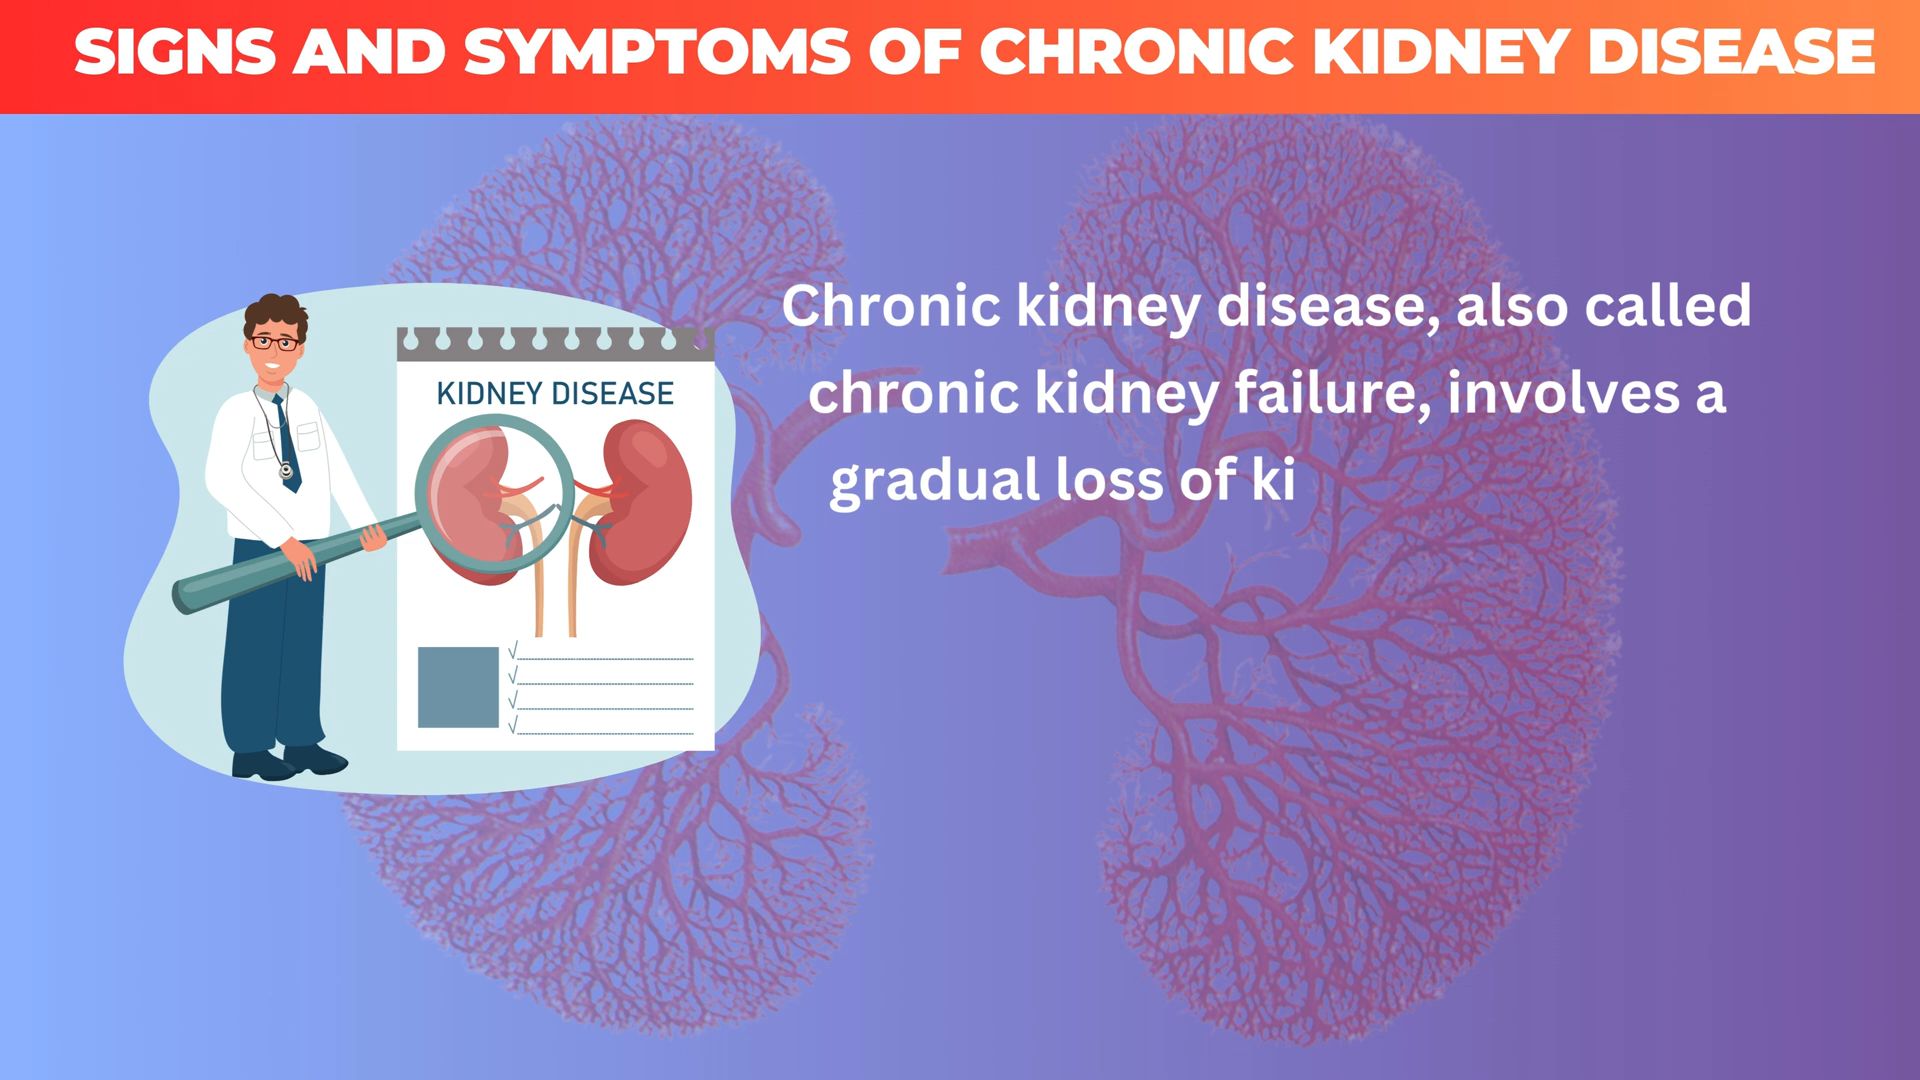 SIGNS AND SYMPTOMS OF CHRONIC KIDNEY DISEASE
Chronic kidney disease, also called
chronic kidney failure, involves a
gradual loss of ki
KIDNEY DISEASE